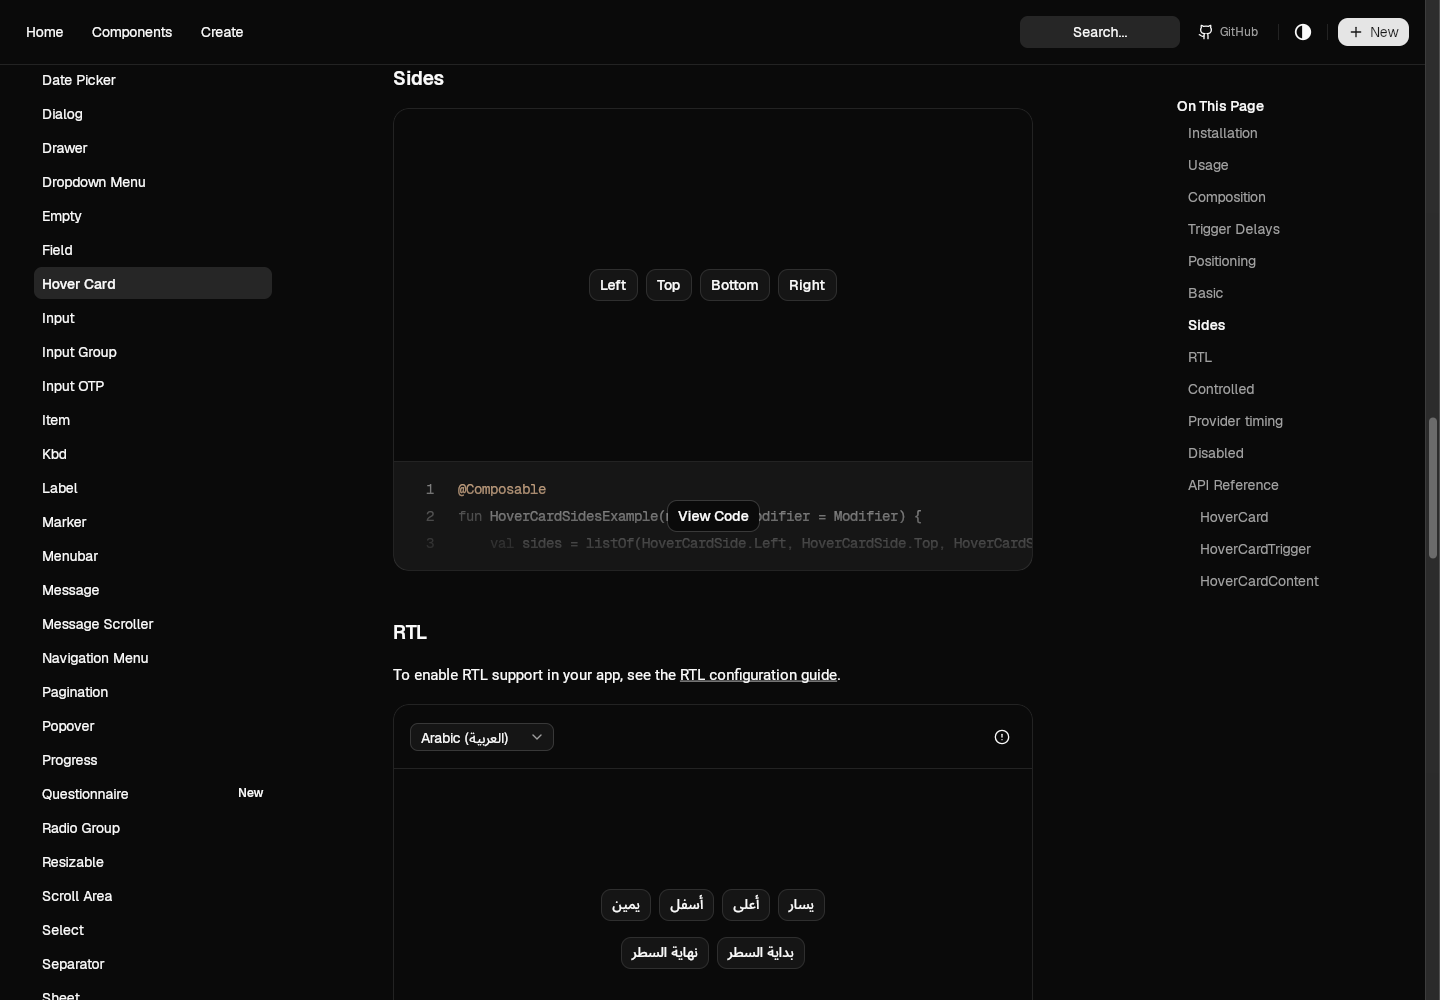 Home Components Create Search... GitHub New
Date Picker
Dialog
Drawer
Dropdown Menu
Empty
Field
Hover Card
Input
Input Group
Input OTP
Item
Kbd
Label
Marker
Menubar
Message
Message Scroller
Navigation Menu
Pagination
Popover
Progress
Questionnaire New
Radio Group
Resizable
Scroll Area
Select
Separator
Sheet
Sides
Left Top Bottom Right
1 @Composable
2 fun HoverCardSidesExample( View Code odifier = Modifier) {
3 val sides = listOf(HoverCardSide.Left, HoverCardSide.Top, HoverCardS
RTL
To enable RTL support in your app, see the RTL configuration guide.
Arabic (العربية)
يسار أعلى أسفل يمين
بداية السطر نهاية السطر
On This Page
Installation
Usage
Composition
Trigger Delays
Positioning
Basic
Sides
RTL
Controlled
Provider timing
Disabled
API Reference
HoverCard
HoverCardTrigger
HoverCardContent